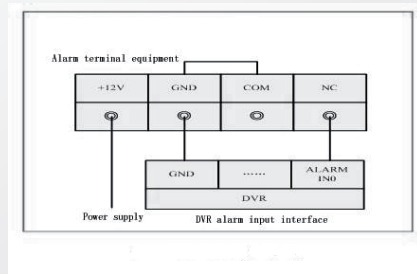 Alarm terminal equipment
+12V GND COM NC
GND ...... ALARM IN0
DVR
Power supply DVR alarm input interface